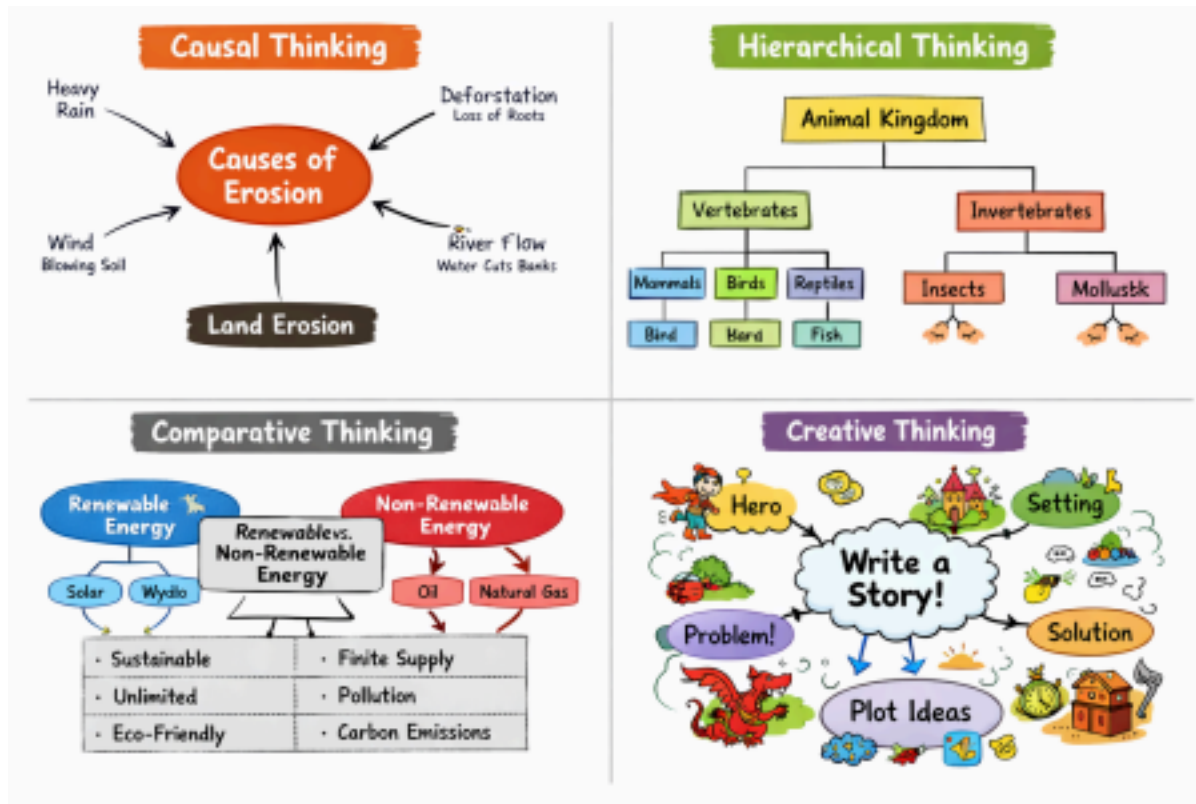 Causal Thinking
Heavy
Rain
Deforstation
Loss of Roots
Causes of
Erosion
Wind
Blowing Soil
River Flow
Water Cuts Banks
Land Erosion
Hierarchical Thinking
Animal Kingdom
Vertebrates
Invertebrates
Mammals
Birds
Reptiles
Insects
Mollustk
Bind
Fish
Comparative Thinking
Renewable
Energy
Non-Renewable
Energy
Renewable vs.
Non-Renewable
Energy
Solar
Wydlo
Oil
Natural Gas
· Sustainable
· Finite Supply
· Unlimited
· Pollution
· Eco-Friendly
· Carbon Emissions
Creative Thinking
Hero
Setting
Write a
Story!
Problem!
Solution
Plot Ideas